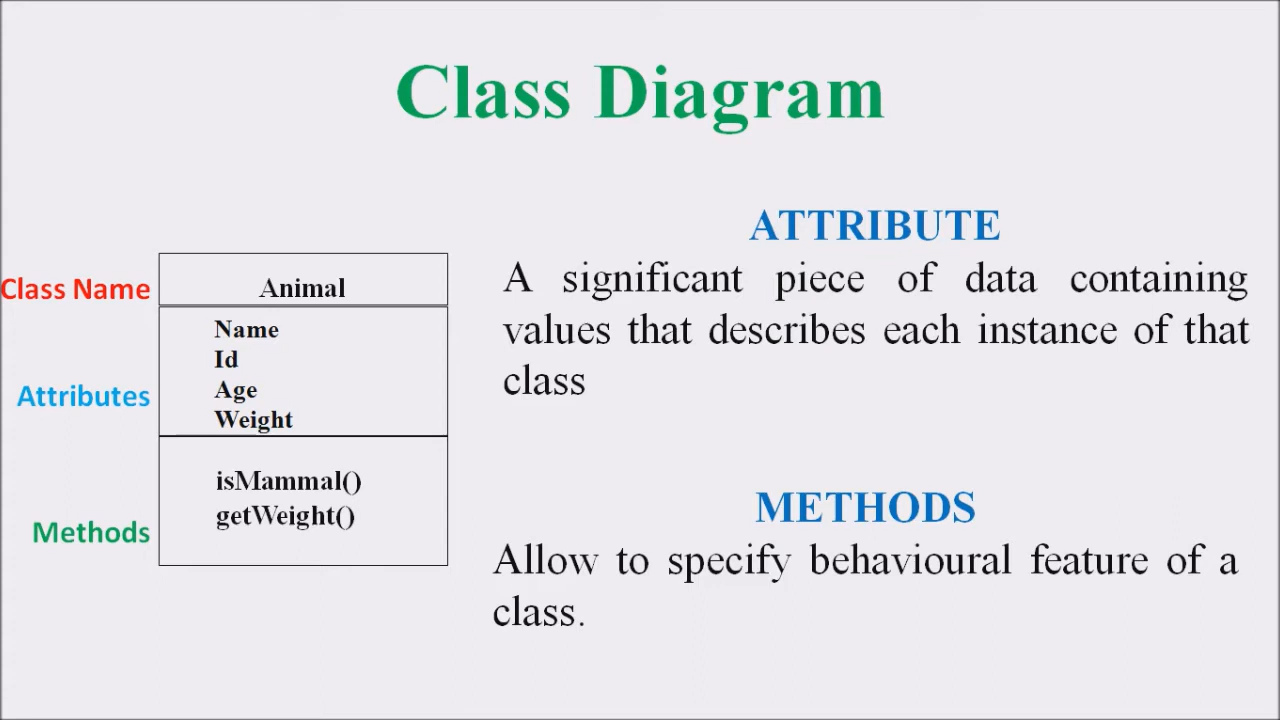 Class Diagram
Class Name
Animal
Attributes
Name
Id
Age
Weight
Methods
isMammal()
getWeight()
ATTRIBUTE
A significant piece of data containing
values that describes each instance of that
class
METHODS
Allow to specify behavioural feature of a
class.